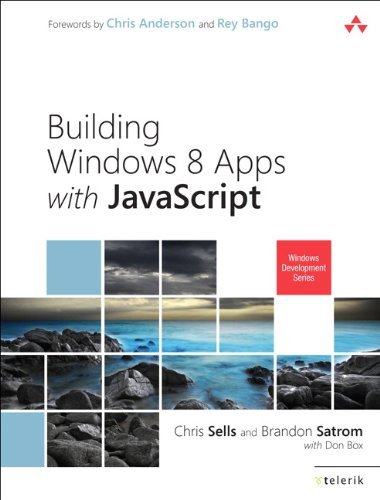 Forewords by Chris Anderson and Rey Bango
Building
Windows 8 Apps
with JavaScript
Windows
Development
Series
Chris Sells and Brandon Satrom
with Don Box
telerik